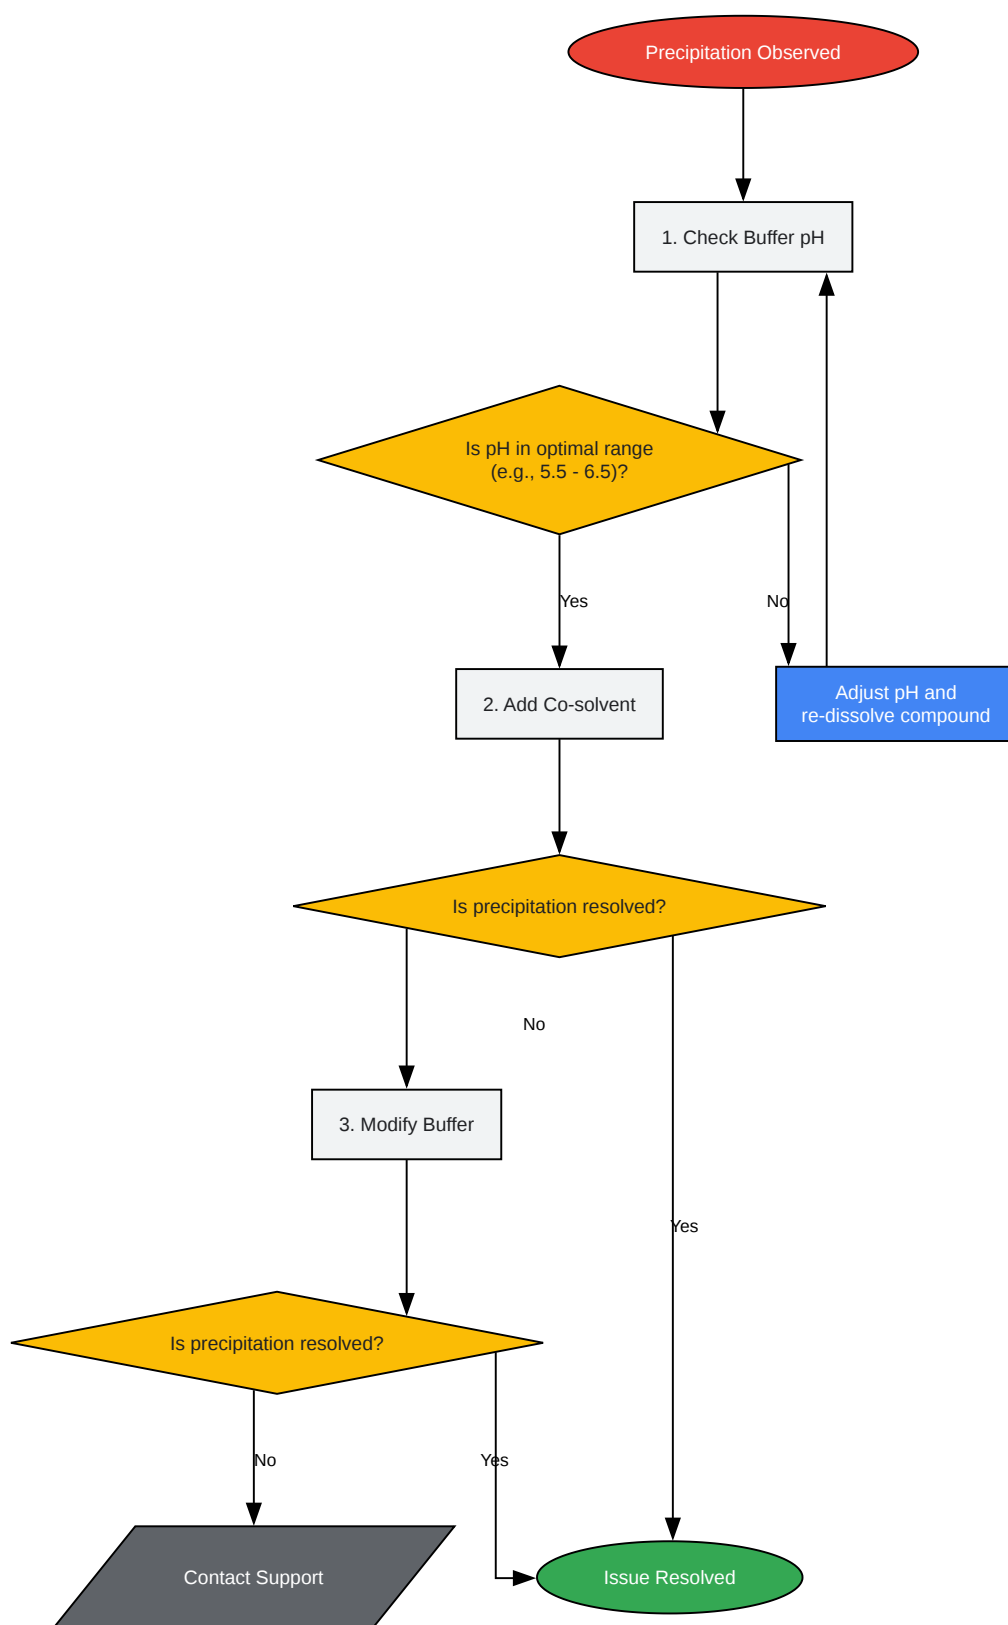 Precipitation Observed
1. Check Buffer pH
Is pH in optimal range
(e.g., 5.5 - 6.5)?
Yes
No
2. Add Co-solvent
Adjust pH and
re-dissolve compound
Is precipitation resolved?
No
3. Modify Buffer
Yes
Is precipitation resolved?
No
Yes
Contact Support
Issue Resolved